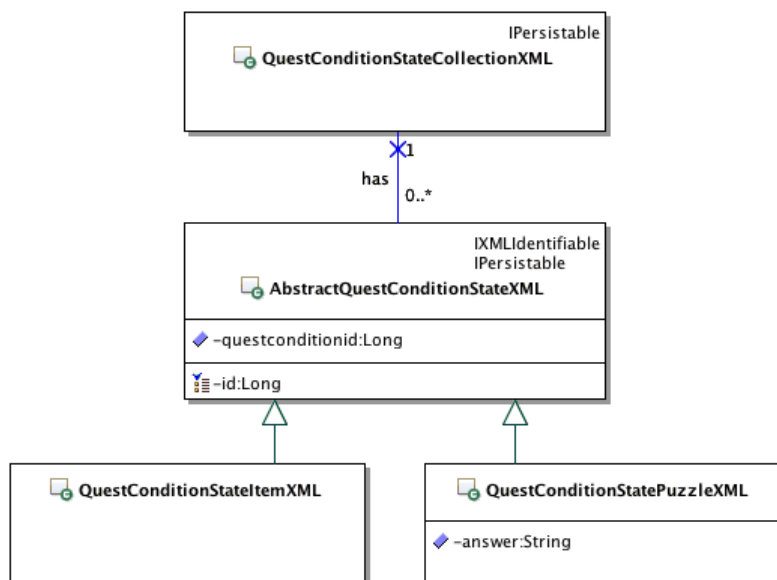 IPersistable
QuestConditionStateCollectionXML
1
has
0..*
IXMLIdentifiable
IPersistable
AbstractQuestConditionStateXML
-questconditionid:Long
-id:Long
QuestConditionStateItemXML
QuestConditionStatePuzzleXML
-answer:String